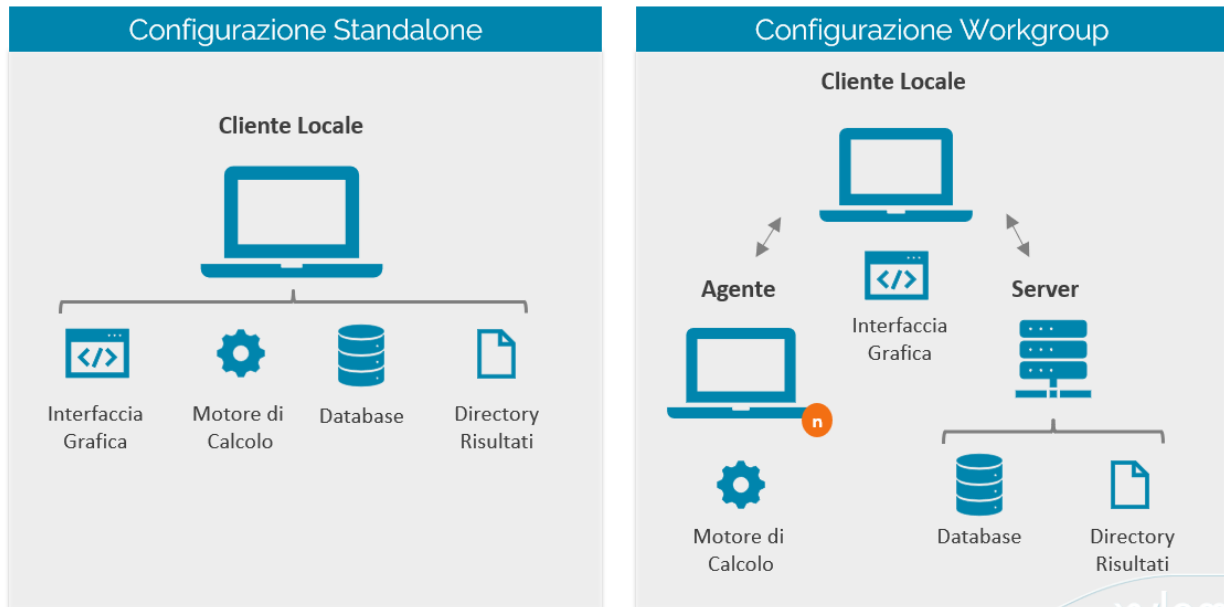 Configurazione Standalone
Cliente Locale
</>
Interfaccia
Grafica
Motore di
Calcolo
Database
Directory
Risultati
Configurazione Workgroup
Cliente Locale
</>
Interfaccia
Grafica
Agente
n
Motore di
Calcolo
Server
Database
Directory
Risultati